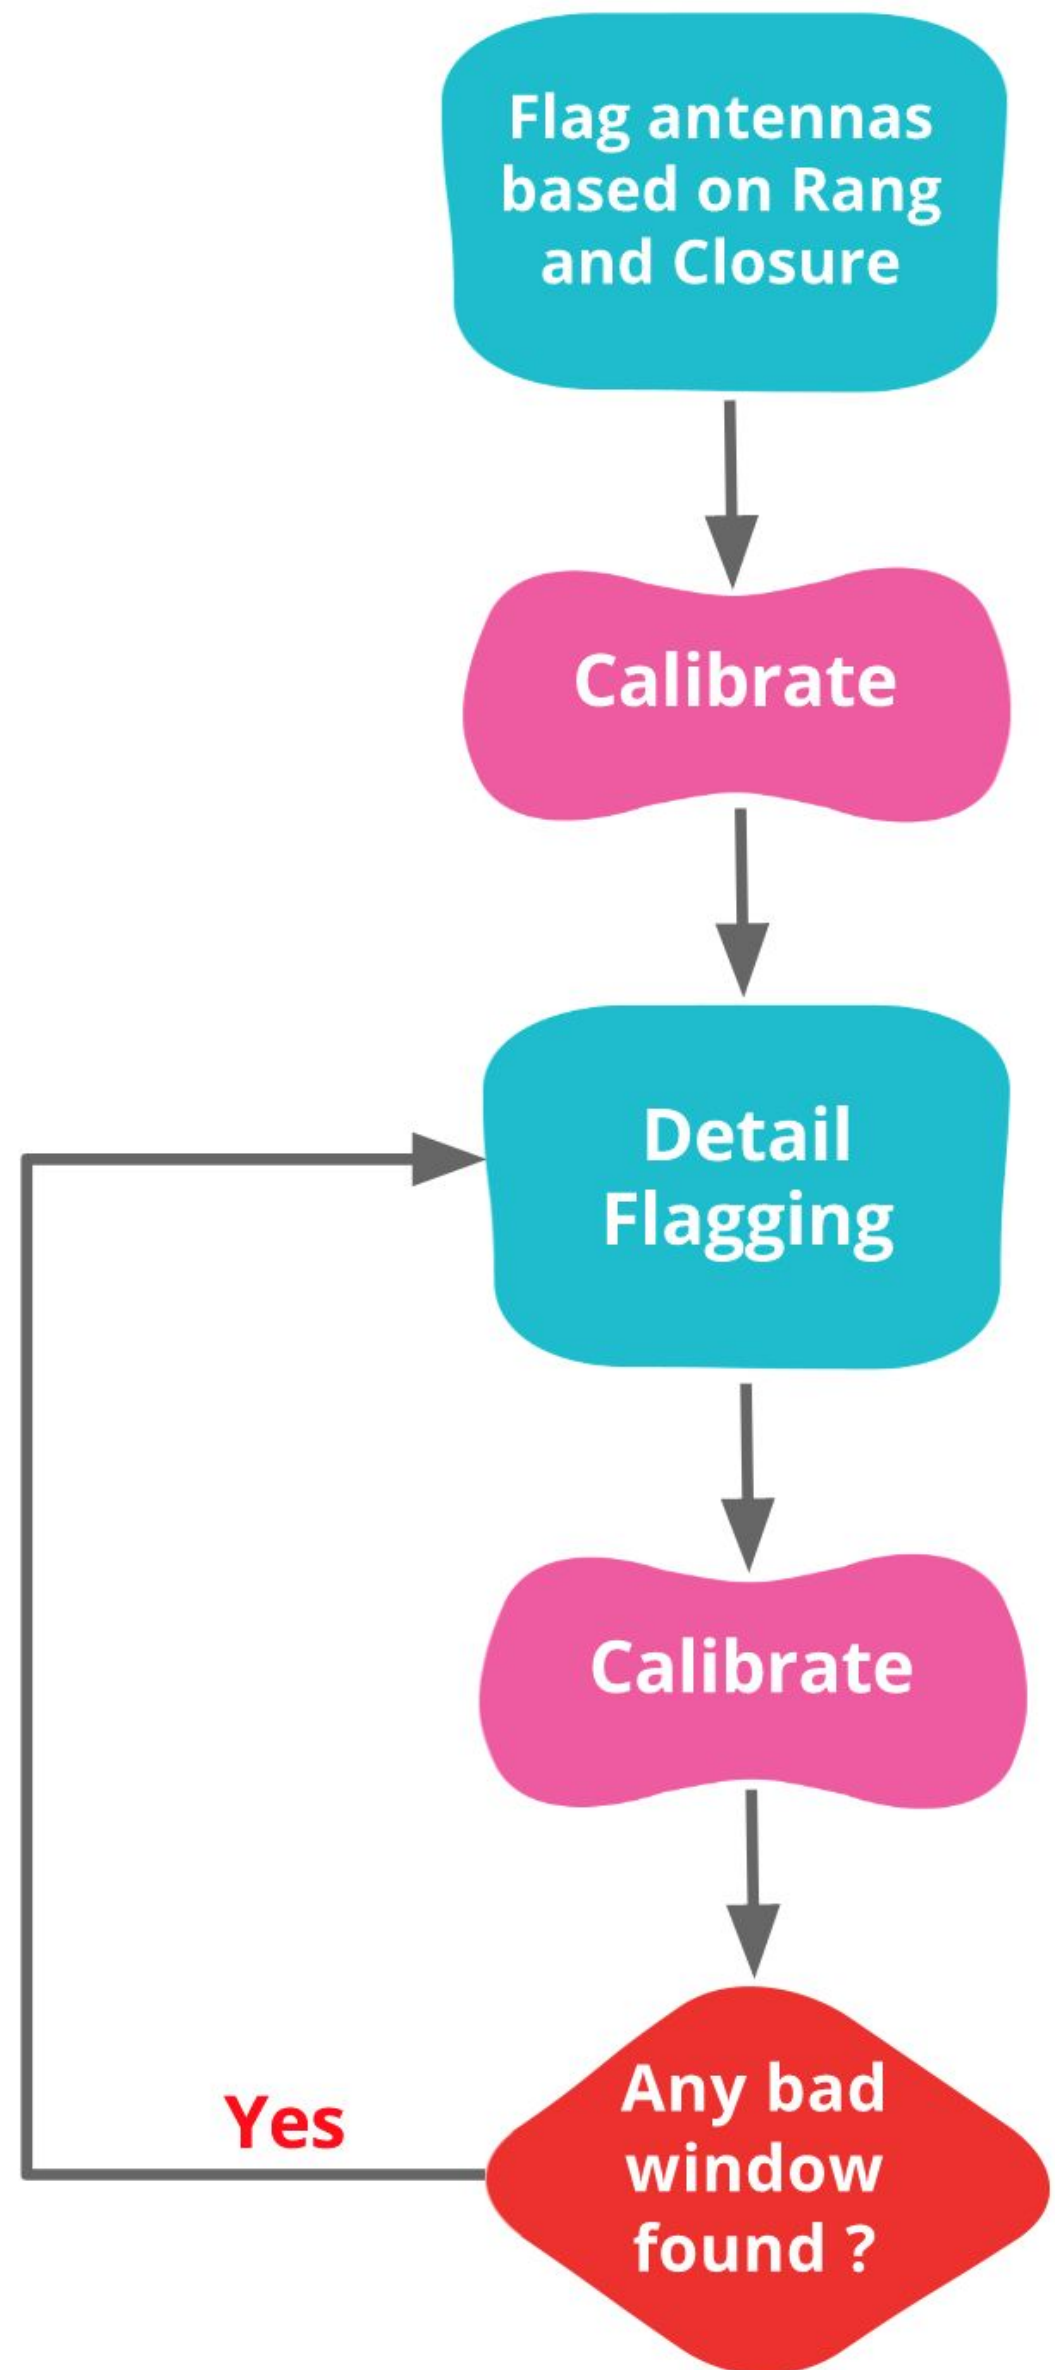 Flag antennas
based on Rang
and Closure
Calibrate
Detail
Flagging
Calibrate
Any bad
window
found ?
Yes